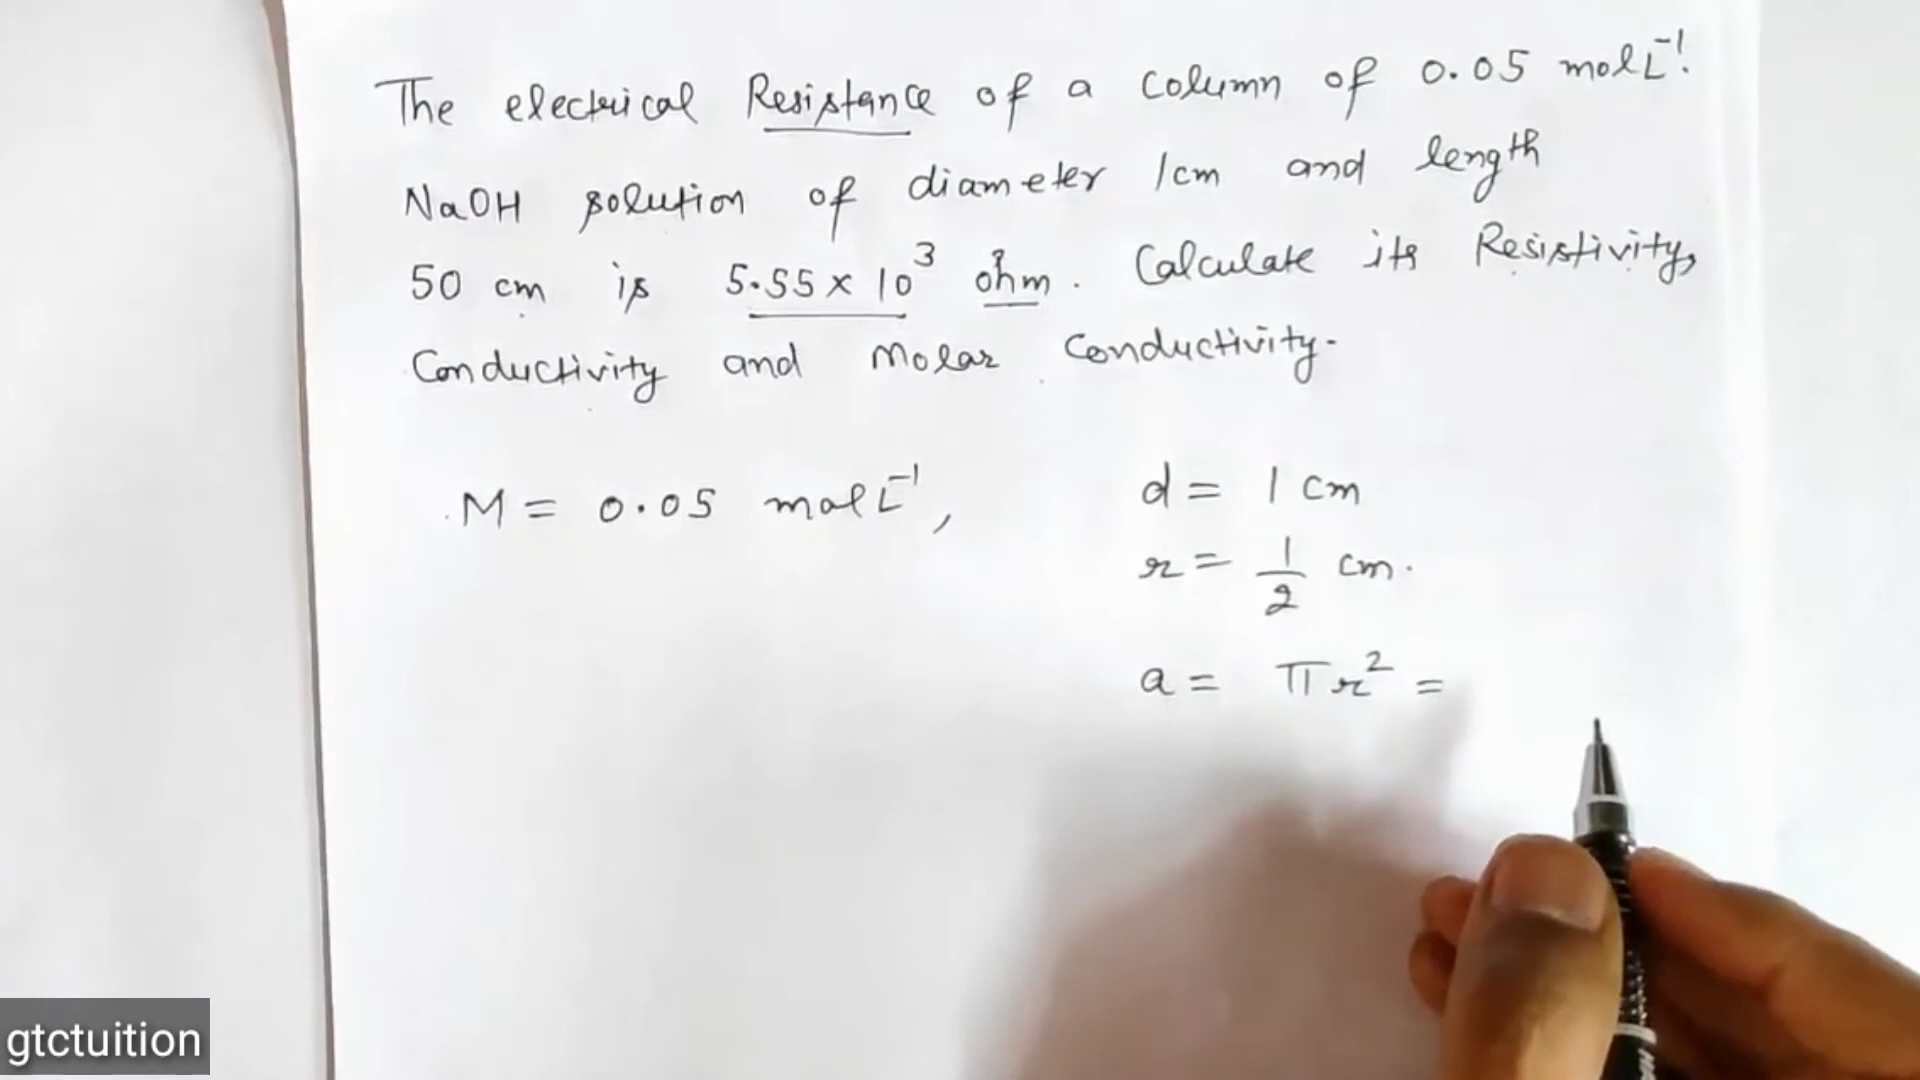 The electrical Resistance of a column of 0.05 mol L⁻¹.
NaOH solution of diameter 1cm and length
50 cm is 5.55 × 10³ ohm. Calculate its Resistivity,
Conductivity and Molar Conductivity.
M = 0.05 mol L⁻¹,
d = 1 cm
r = 1/2 cm.
a = πr² =
gtctuition